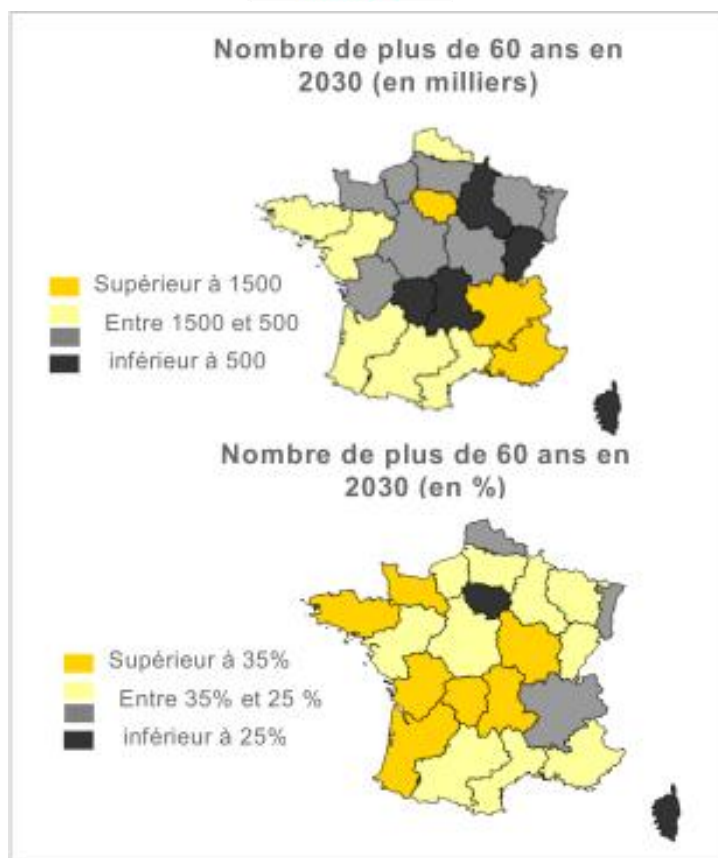 Nombre de plus de 60 ans en
2030 (en milliers)
Supérieur à 1500
Entre 1500 et 500
inférieur à 500
Nombre de plus de 60 ans en
2030 (en %)
Supérieur à 35%
Entre 35% et 25 %
inférieur à 25%